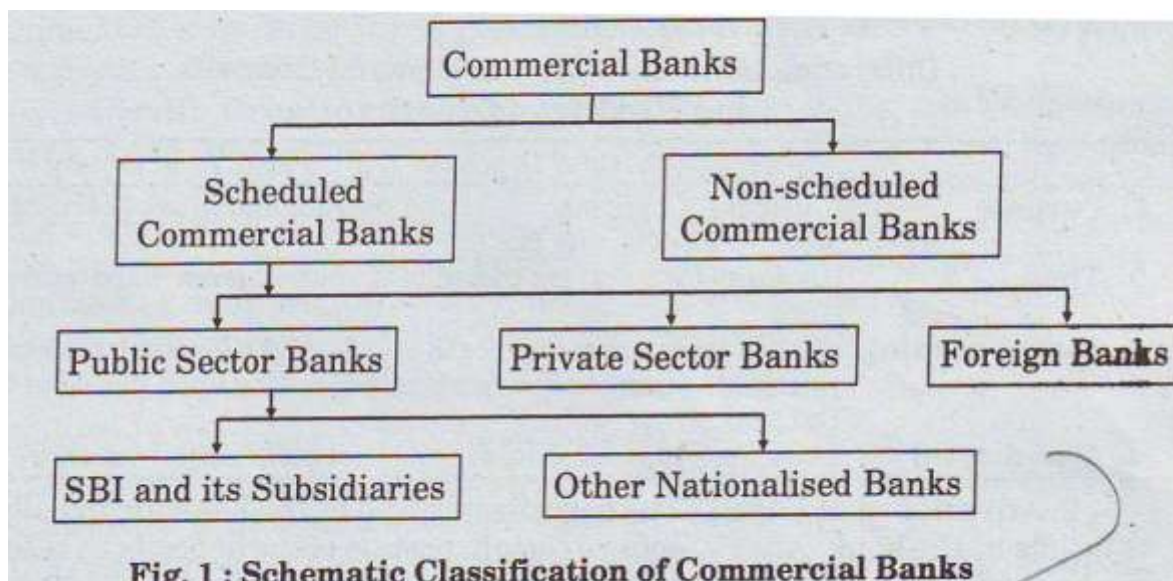 Commercial Banks
Scheduled
Commercial Banks
Non-scheduled
Commercial Banks
Public Sector Banks
Private Sector Banks
Foreign Banks
SBI and its Subsidiaries
Other Nationalised Banks
Fig. 1 : Schematic Classification of Commercial Banks